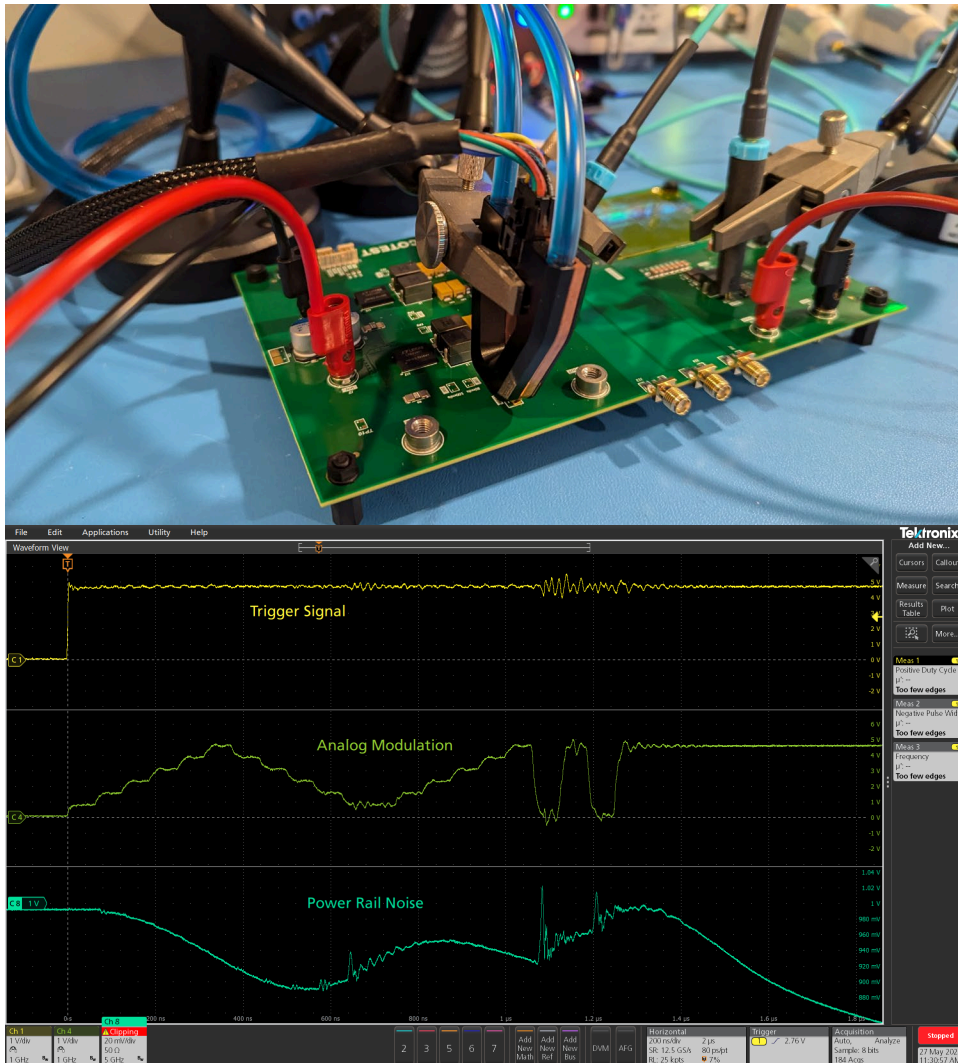 COTEST
File Edit Applications Utility Help
Tektronix
Waveform View
Add New...
Cursors
Callout
Measure
Search
Results Table
Plot
More...
T
T
5 V
4 V
2 V
1 V
0 V
-1 V
-2 V
Trigger Signal
C 1
Meas 1
Positive Duty Cycle
µ': --
Too few edges
Meas 2
Negative Pulse Wid
µ': --
Too few edges
Meas 3
Frequency
µ': --
Too few edges
6 V
5 V
4 V
3 V
2 V
1 V
0 V
-1 V
-2 V
Analog Modulation
C 4
1.04 V
1.02 V
1 V
980 mV
960 mV
940 mV
920 mV
900 mV
880 mV
C 8 1 V
Power Rail Noise
0 s 200 ns 400 ns 600 ns 800 ns 1 µs 1.2 µs 1.4 µs 1.6 µs 1.8 µs
Ch 1
1 V/div
1 GHz
Ch 4
1 V/div
1 GHz
Ch 8
Clipping
20 mV/div
50 Ω
5 GHz
2 3 5 6 7
Add New Math
Add New Ref
Add New Bus
DVM
AFG
Horizontal
200 ns/div 2 µs
SR: 12.5 GS/s 80 ps/pt
RL: 25 kpts 7%
Trigger
1 2.76 V
Acquisition
Auto, Analyze
Sample: 8 bits
184 Acqs
Stopped
27 May 202
11:30:57 AM